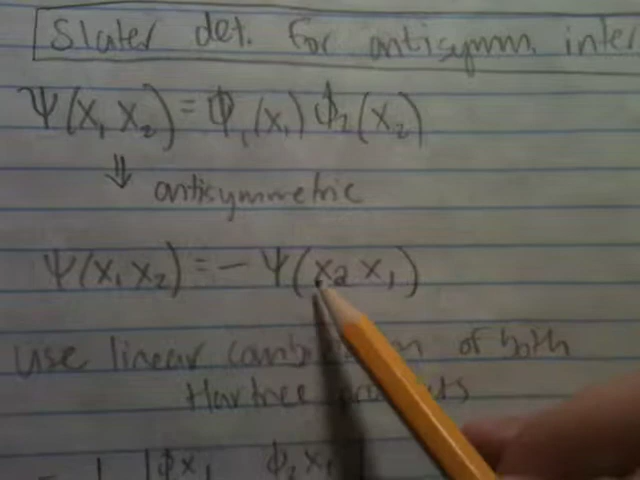 Slater det. for antisymm. inter
Ψ(x₁ x₂) = Φ₁(x₁) Φ₂(x₂)
⇓ antisymmetric
Ψ(x₁ x₂) = − Ψ(x₂ x₁)
use linear of both
Hartree
1 | ϕx₁ ϕ₂x₁